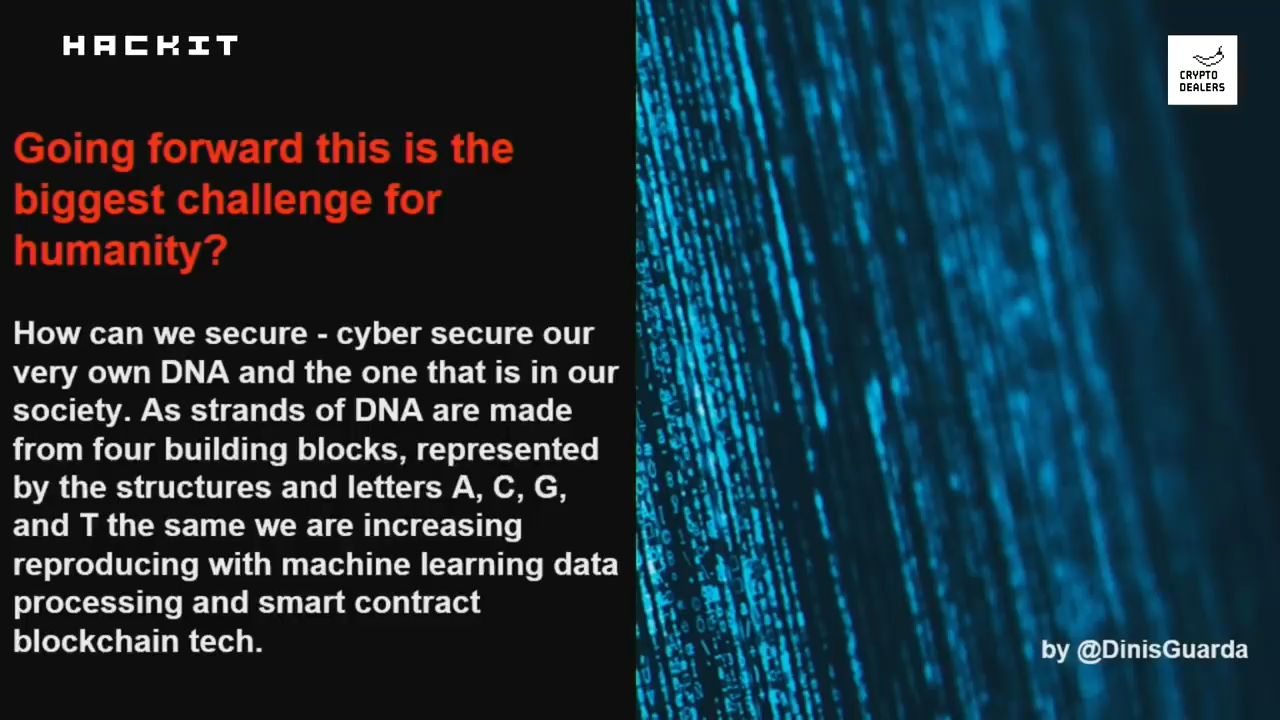 HACKIT
CRYPTO
DEALERS
Going forward this is the
biggest challenge for
humanity?
How can we secure - cyber secure our
very own DNA and the one that is in our
society. As strands of DNA are made
from four building blocks, represented
by the structures and letters A, C, G,
and T the same we are increasing
reproducing with machine learning data
processing and smart contract
blockchain tech.
by @DinisGuarda